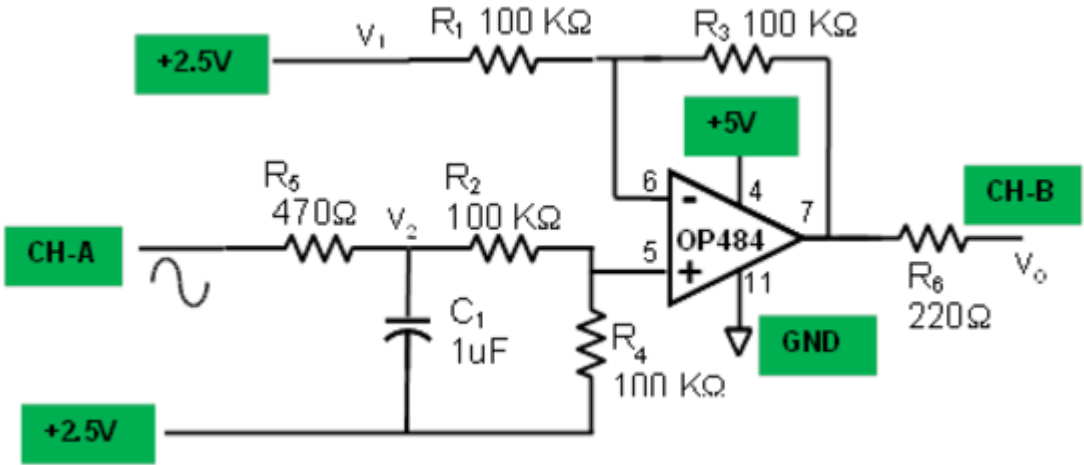 +2.5V
V₁
R₁ 100 KΩ
R₃ 100 KΩ
+5V
CH-A
R₅
470Ω
V₂
R₂
100 KΩ
6
-
4
7
OP484
5
+
11
CH-B
R₆
220Ω
V₀
C₁
1uF
R₄
100 KΩ
GND
+2.5V